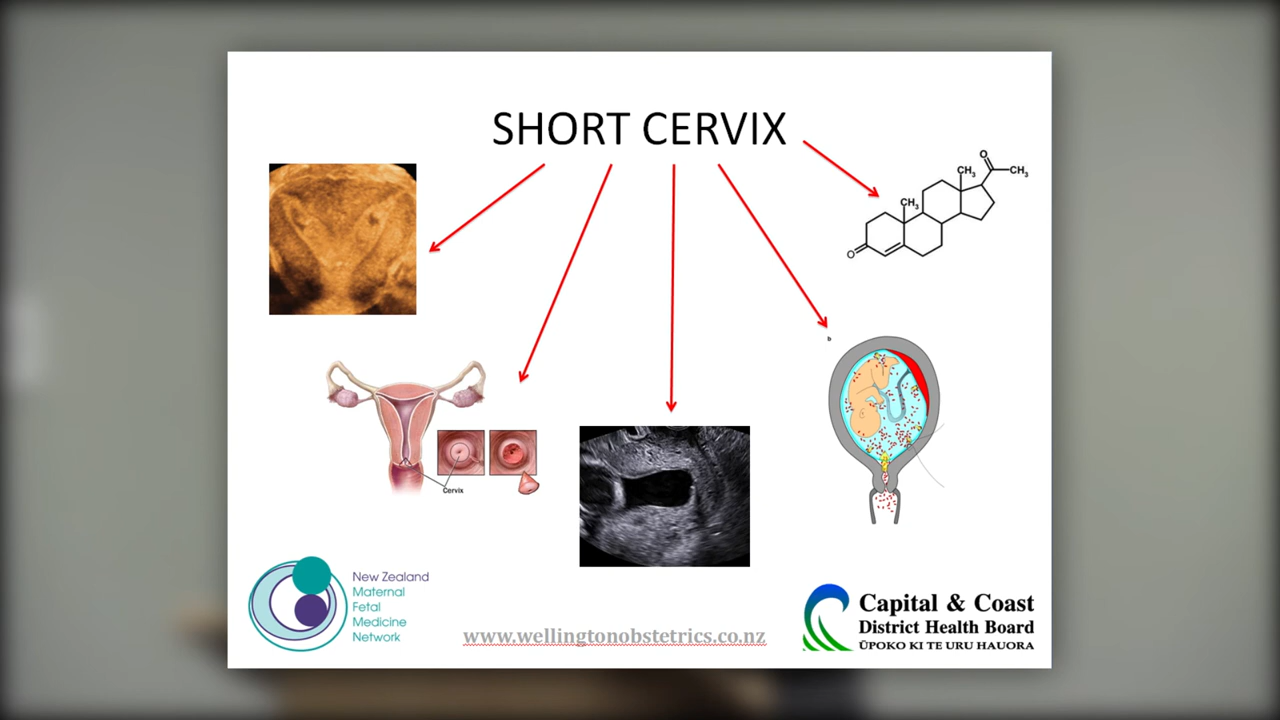 SHORT CERVIX
O
CH₃
CH₃
CH₃
O
b
Cervix
New Zealand
Maternal
Fetal
Medicine
Network
www.wellingtonobstetrics.co.nz
Capital & Coast
District Health Board
ŪPOKO KI TE URU HAUORA